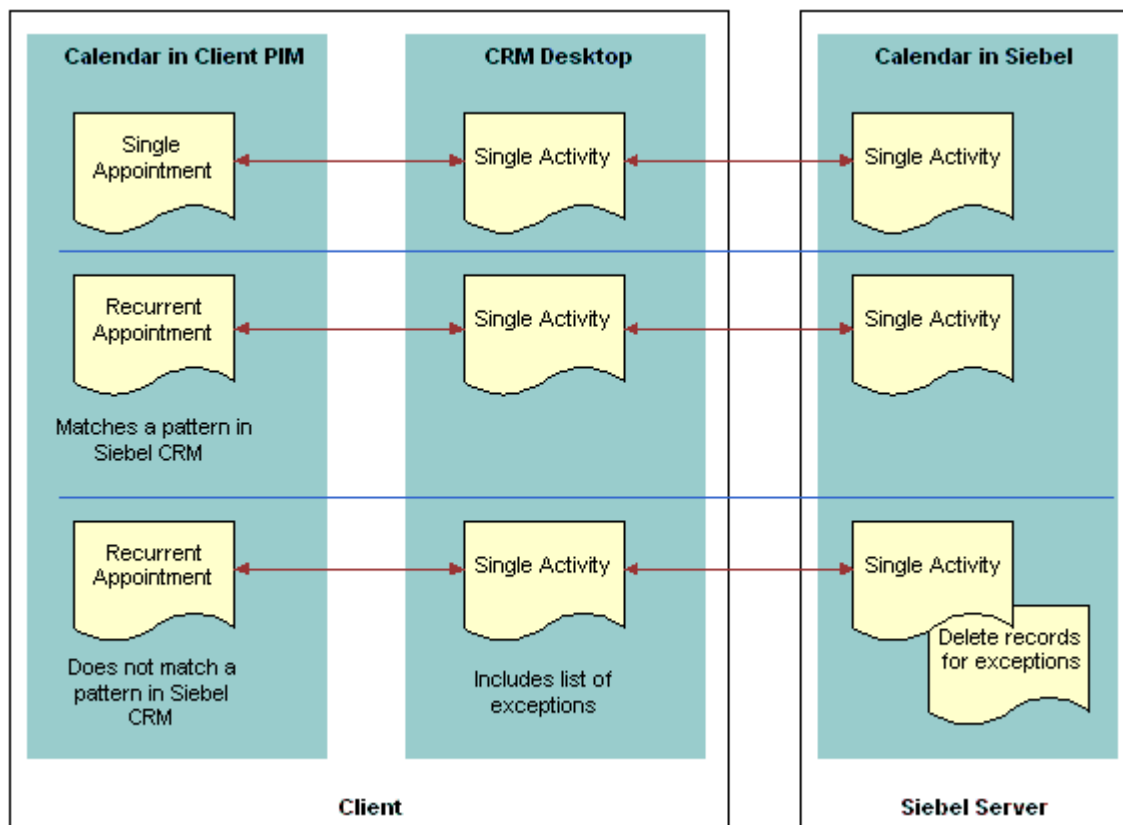 Calendar in Client PIM
CRM Desktop
Calendar in Siebel
Single
Appointment
Single Activity
Single Activity
Recurrent
Appointment
Single Activity
Single Activity
Matches a pattern in
Siebel CRM
Recurrent
Appointment
Single Activity
Single Activity
Delete records
for exceptions
Does not match a
pattern in Siebel
CRM
Includes list of
exceptions
Client
Siebel Server